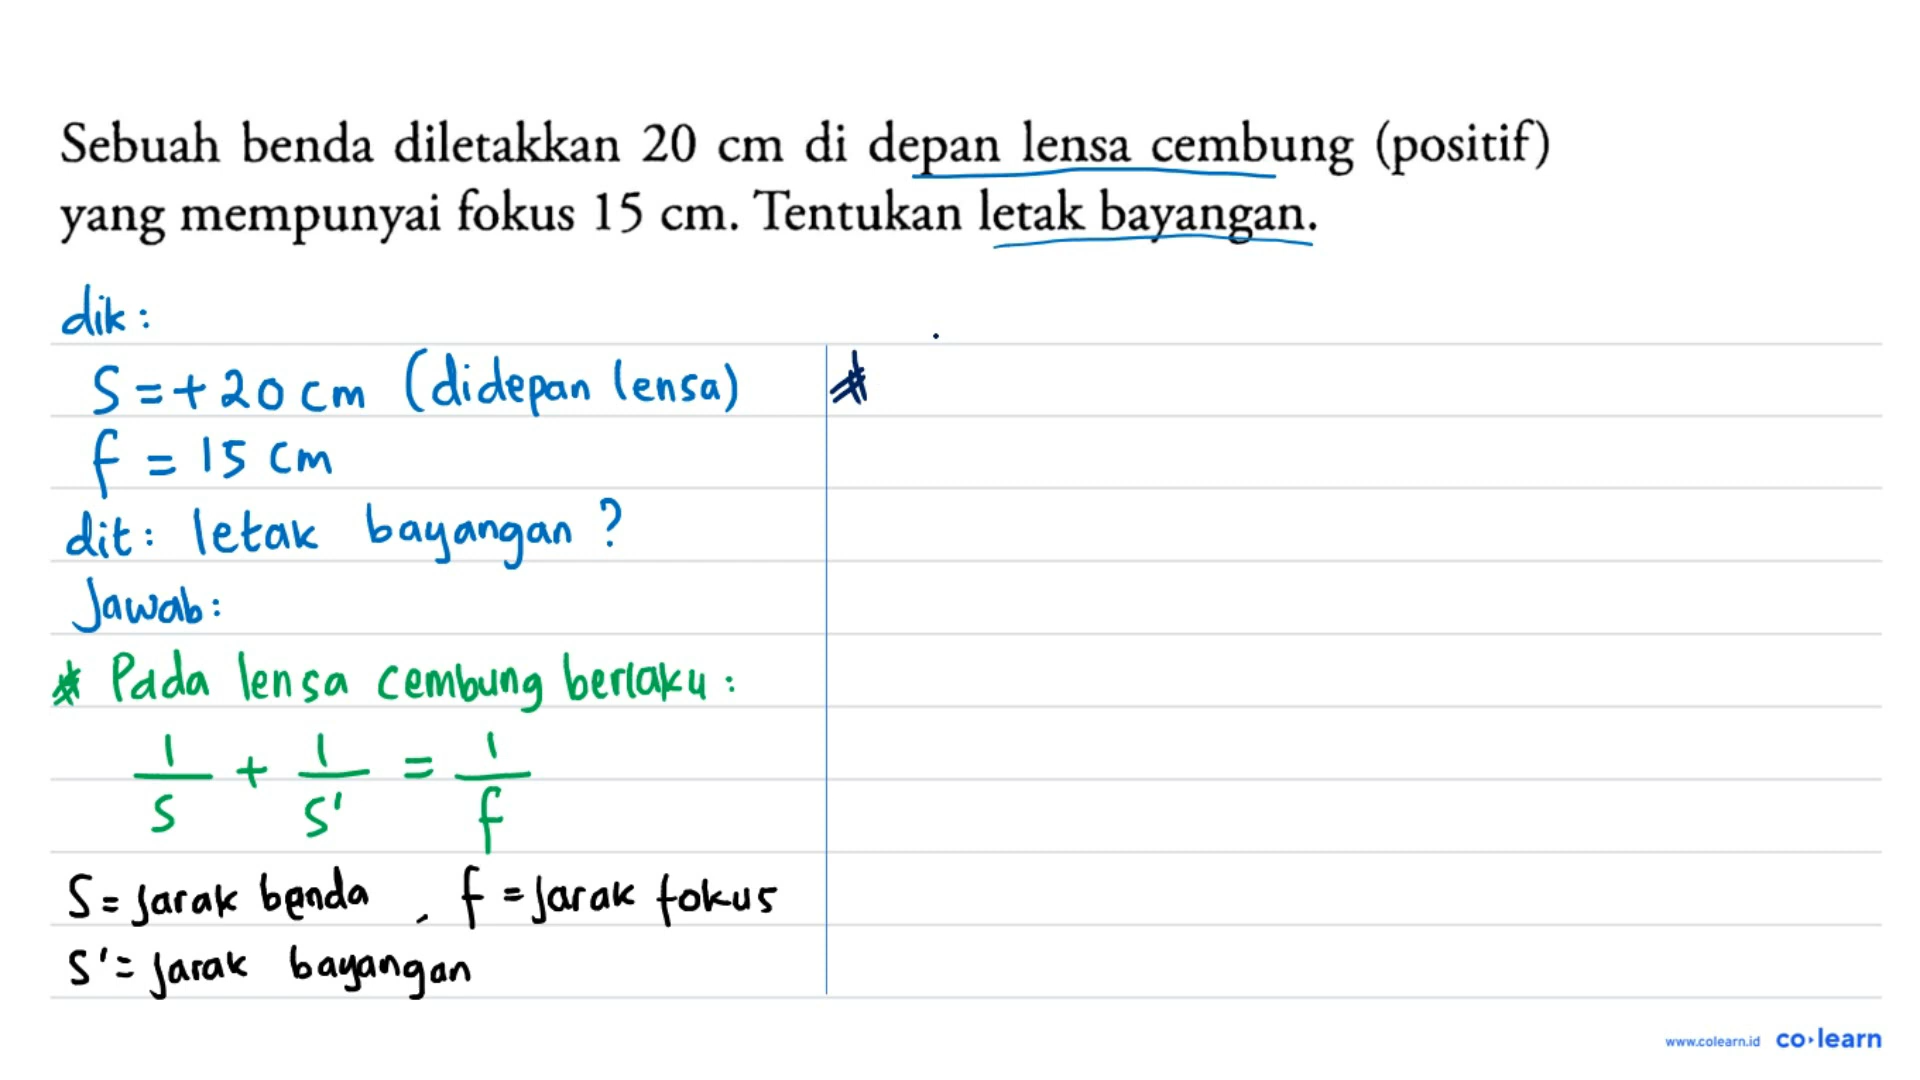 Sebuah benda diletakkan 20 cm di depan lensa cembung (positif)
yang mempunyai fokus 15 cm. Tentukan letak bayangan.
dik:
S = + 20 cm (didepan lensa)
f = 15 cm
dit: letak bayangan ?
Jawab:
* Pada lensa cembung berlaku:
1/S + 1/S' = 1/f
S = jarak benda , f = jarak fokus
S' = jarak bayangan
*
www.colearn.id co learn